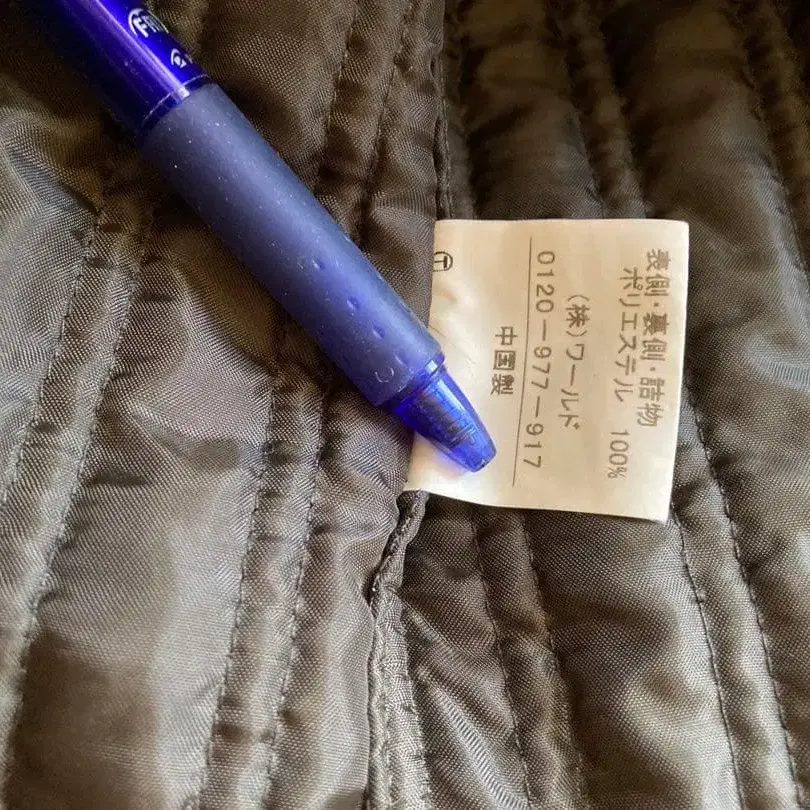 表側・裏側・詰物
ポリエステル 100%
(株)ワールド
0120-977-917
中国製
T